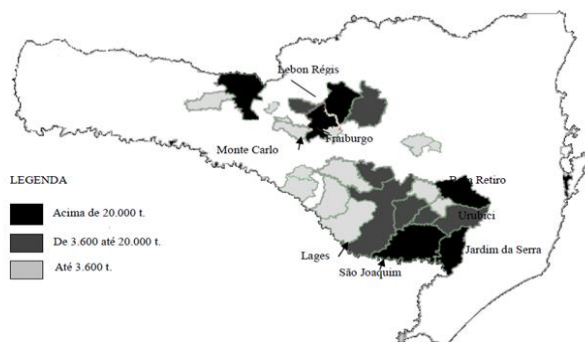 Lebon Régis
Fraiburgo
Monte Carlo
LEGENDA
Bom Retiro
Acima de 20.000 t.
Urubici
De 3.600 até 20.000 t.
Jardim da Serra
Lages
Até 3.600 t.
São Joaquim